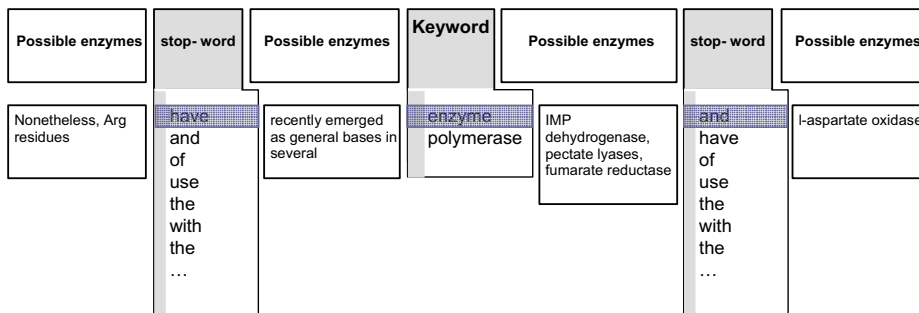 Possible enzymes
stop- word
Possible enzymes
Keyword
Possible enzymes
stop- word
Possible enzymes
Nonetheless, Arg
residues
have
and
of
use
the
with
the
…
recently emerged
as general bases in
several
enzyme
polymerase
IMP
dehydrogenase,
pectate lyases,
fumarate reductase
and
have
of
use
the
with
the
…
l-aspartate oxidase